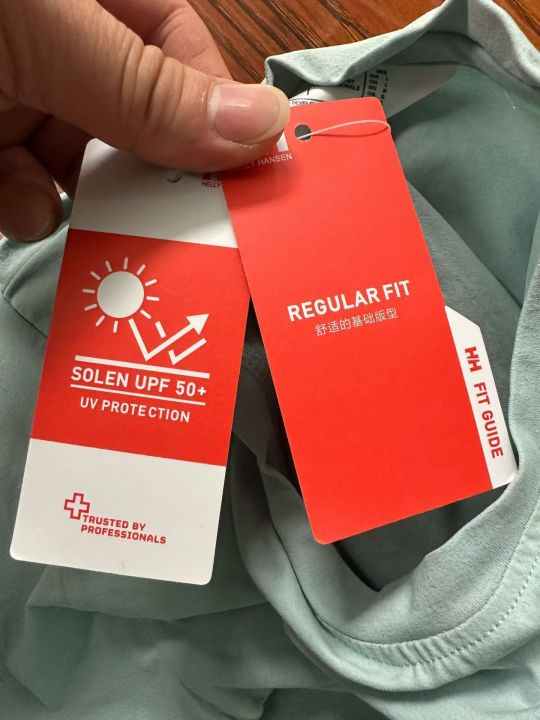 HELLY
SOLEN UPF 50+
UV PROTECTION
TRUSTED BY
PROFESSIONALS
HANSEN
REGULAR FIT
舒适的基础版型
HH FIT GUIDE